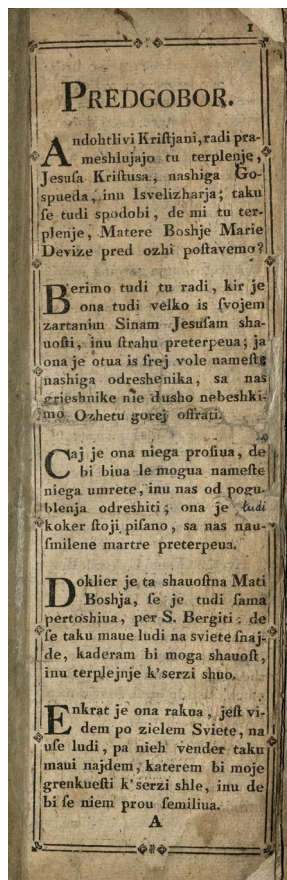 1
PREDGOBOR.
Andohtlivi Kriſtjani, radi pra-
meshlujajo tu terplenje,
Jesuſa Kriſtusa, nashiga Go-
spueda, inu Isvelizharja; taku
ſe tudi spodobi, de mi tu ter-
plenje, Matere Boshje Marie
Devize pred ozhi poſtavemo?
Berimo tudi tu radi, kir je
ona tudi velko is ſvojem
zartanim Sinam Jesuſam sha-
uoſti, inu ſtrahu preterpeua; ja
ona je otua is ſrej vole nameſte
nashiga odreshenika, sa nas
grieshnike nie dusho nebeshki-
mo Ozhetu gorej offrati.
Caj je ona niega proſiua, de
bi biua le mogua nameſte
niega umrete, inu nas od pogu-
blenja odreshiti; ona je tudi
koker ſtoji piſano, sa nas nau-
ſmilene martre preterpeua.
Doklier je ta shauoſtna Mati
Boshja, ſe je tudi ſama
pertoshiua, per S. Bergiti: de
ſe taku maue ludi na sviete ſnaj-
de, kaderam bi moga shauoſt,
inu terplejnje k'serzi shuo.
Enkrat je ona rakua, jeſt vi-
dem po zielem Sviete, na
uſe ludi, pa nieh vender taku
maui najdem, katerem bi moje
grenkueſti k'serzi shle, inu de
bi ſe niem prou ſemiliua.
A